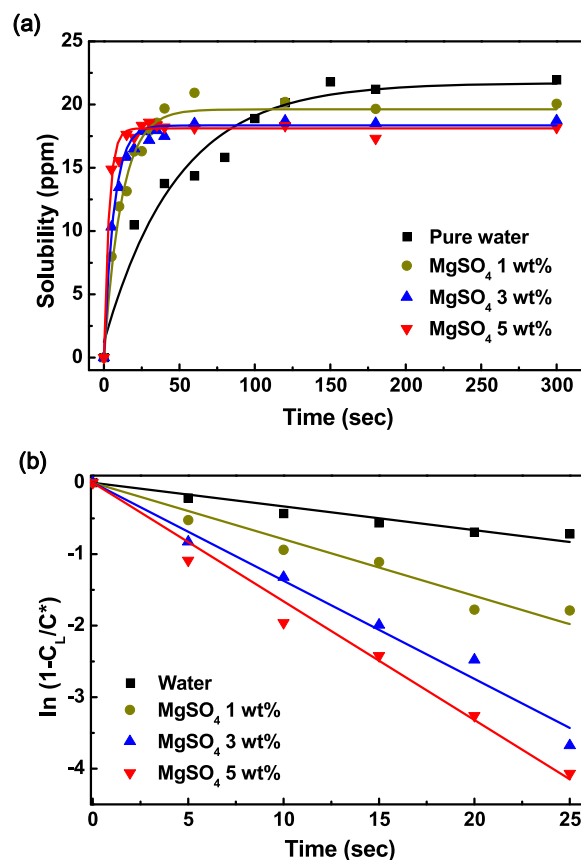 (a)
25
20
15
10
5
0
Solubility (ppm)
Pure water
MgSO₄ 1 wt%
MgSO₄ 3 wt%
MgSO₄ 5 wt%
0 50 100 150 200 250 300
Time (sec)
(b)
0
-1
-2
-3
-4
ln (1-C_L/C*)
Water
MgSO₄ 1 wt%
MgSO₄ 3 wt%
MgSO₄ 5 wt%
0 5 10 15 20 25
Time (sec)